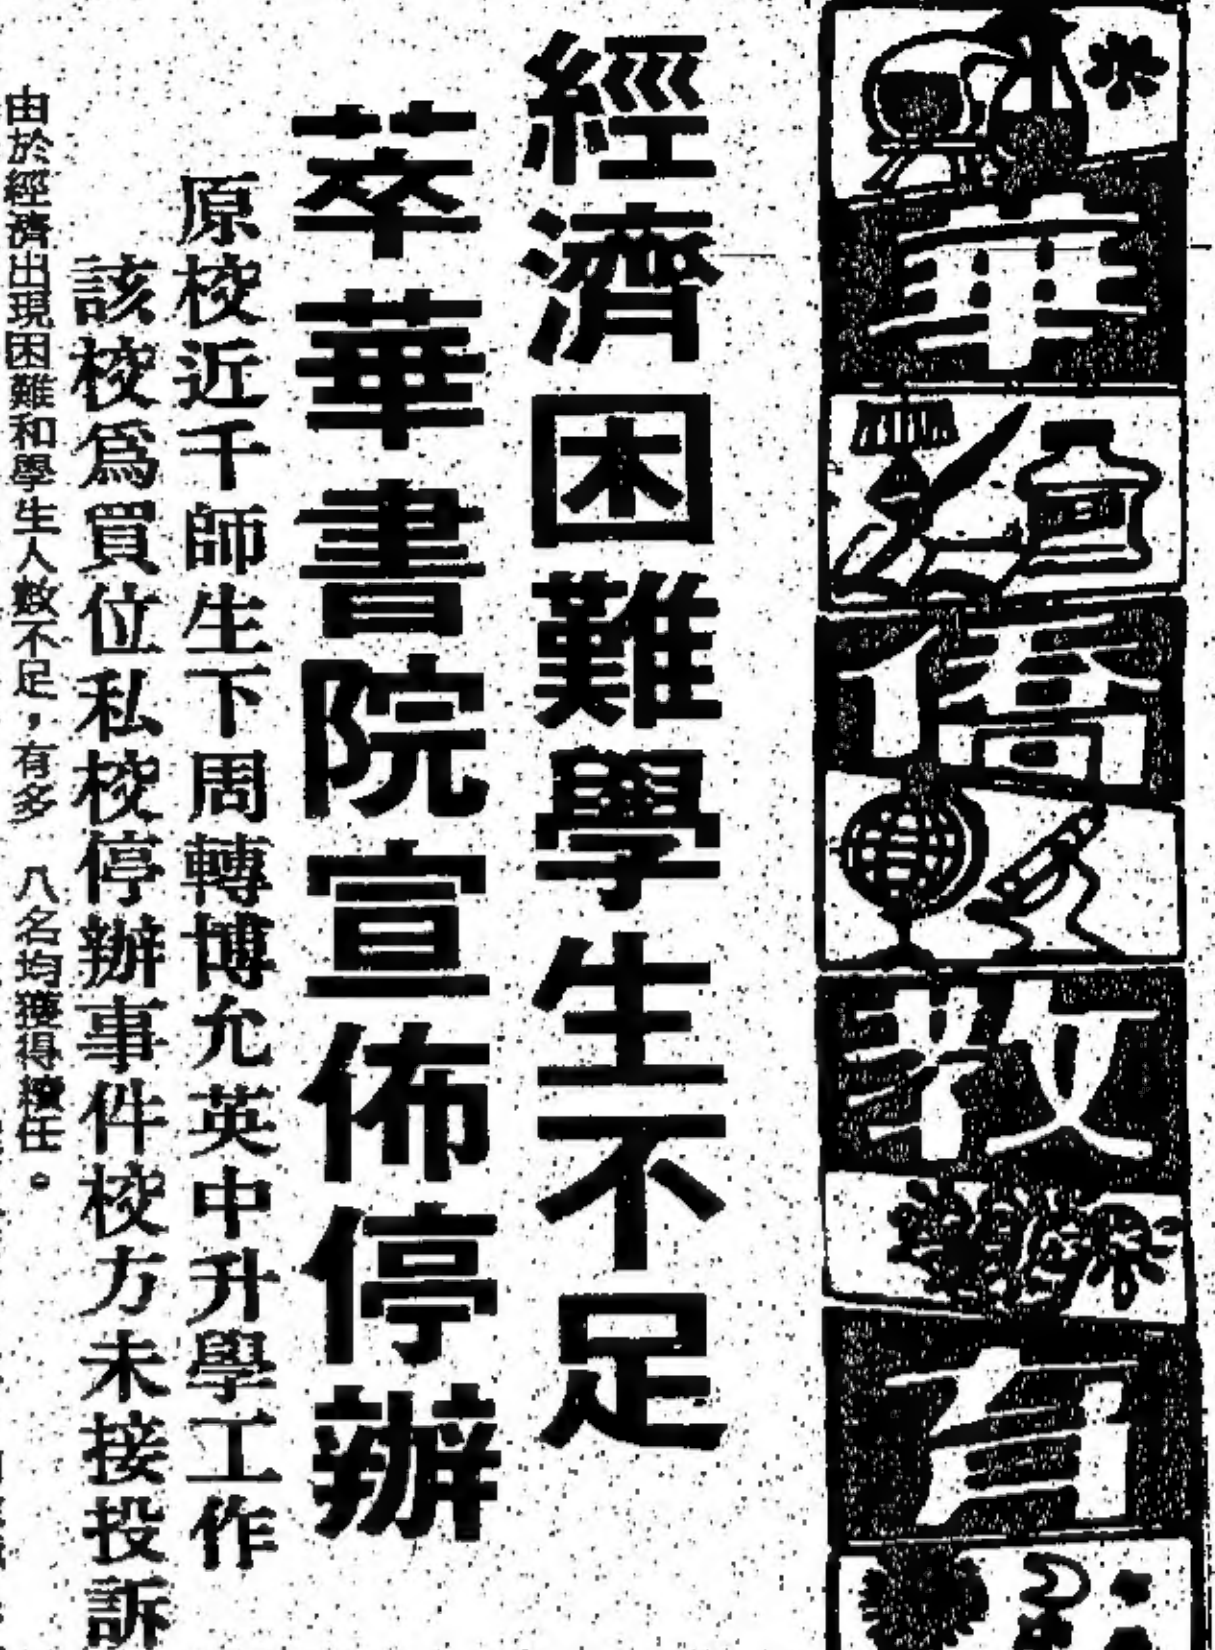 華僑教育
經濟困難學生不足
萃華書院宣佈停辦
原校近千師生下周轉博允英中升學工作
該校爲買位私校停辦事件校方未接投訴
由於經濟出現困難和學生人數不足，有多
八名均獲得續任。